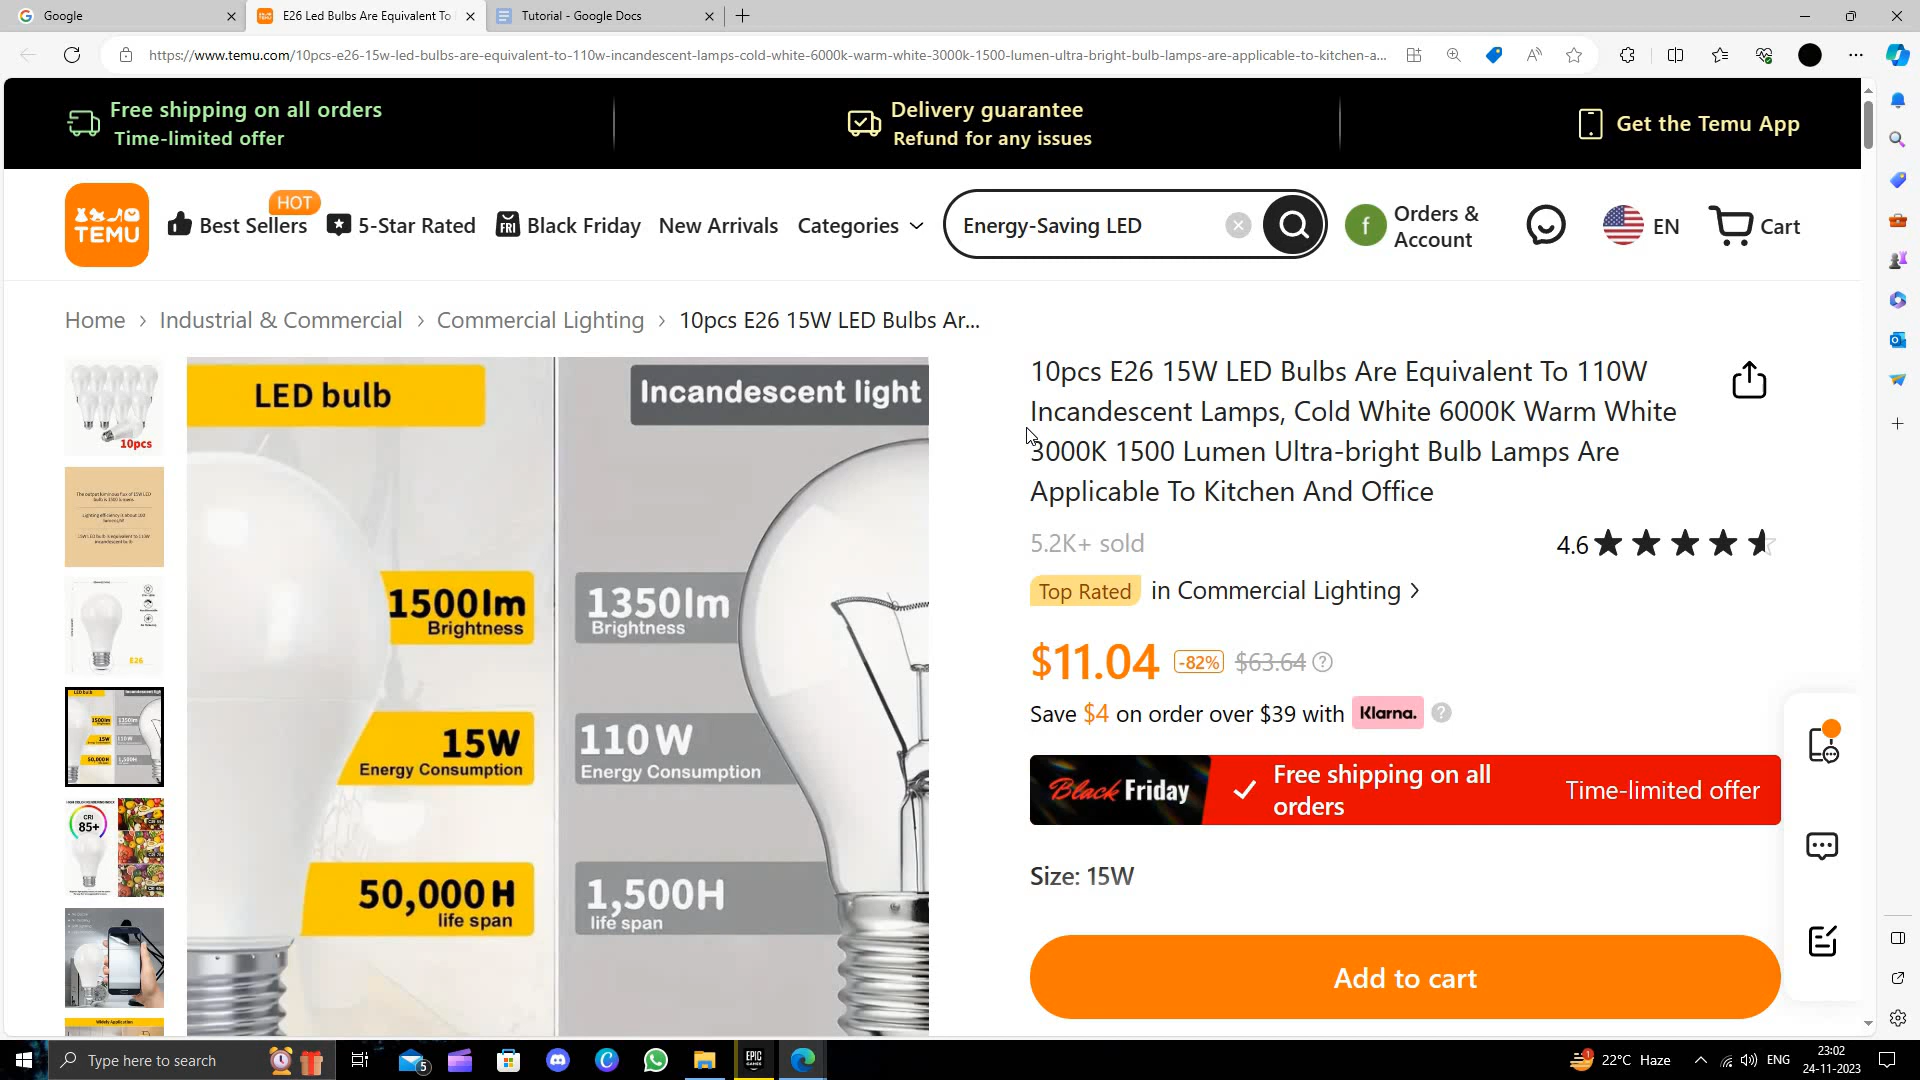 Google
E26 Led Bulbs Are Equivalent To
Tutorial - Google Docs
https://www.temu.com/10pcs-e26-15w-led-bulbs-are-equivalent-to-110w-incandescent-lamps-cold-white-6000k-warm-white-3000k-1500-lumen-ultra-bright-bulb-lamps-are-applicable-to-kitchen-a...
Free shipping on all orders
Time-limited offer
Delivery guarantee
Refund for any issues
Get the Temu App
TEMU
HOT
Best Sellers
5-Star Rated
FRI
Black Friday
New Arrivals
Categories
Energy-Saving LED
f
Orders &
Account
EN
Cart
Home > Industrial & Commercial > Commercial Lighting > 10pcs E26 15W LED Bulbs Ar...
10pcs
E26
CRI
85+
LED bulb
Incandescent light
1500lm
Brightness
1350lm
Brightness
15W
Energy Consumption
110W
Energy Consumption
50,000H
life span
1,500H
life span
10pcs E26 15W LED Bulbs Are Equivalent To 110W
Incandescent Lamps, Cold White 6000K Warm White
3000K 1500 Lumen Ultra-bright Bulb Lamps Are
Applicable To Kitchen And Office
5.2K+ sold
4.6
Top Rated in Commercial Lighting >
$11.04 -82% $63.64
Save $4 on order over $39 with Klarna.
Black Friday
Free shipping on all
orders
Time-limited offer
Size: 15W
Add to cart
Type here to search
5
EPIC
GAMES
1
22°C Haze
ENG
23:02
24-11-2023